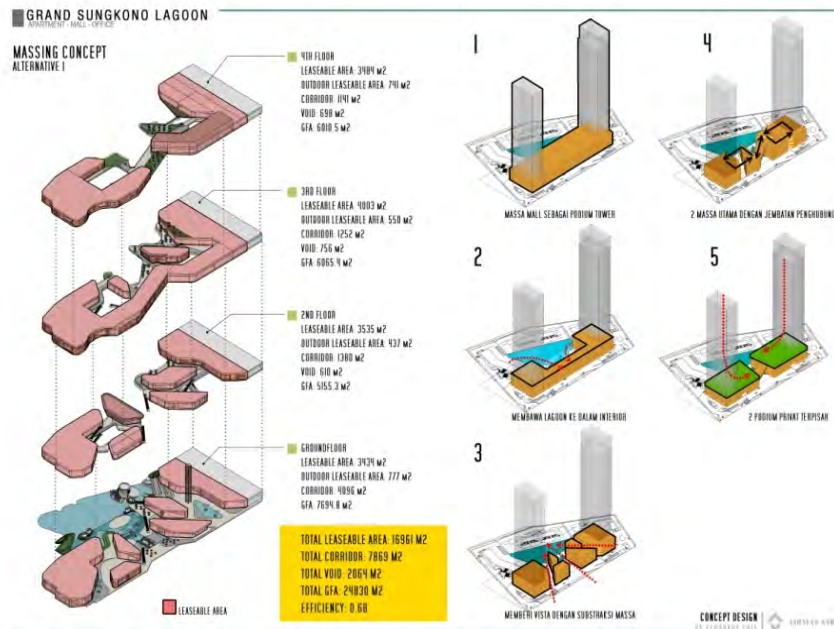 GRAND SUNGKONO LAGOON
APARTMENT - MALL - OFFICE
MASSING CONCEPT
ALTERNATIVE 1
4TH FLOOR
LEASEABLE AREA: 3484 M2
OUTDOOR LEASEABLE AREA: 741 M2
CORRIDOR: 1141 M2
VOID: 698 M2
GFA: 6010.5 M2
3RD FLOOR
LEASEABLE AREA: 4003 M2
OUTDOOR LEASEABLE AREA: 550 M2
CORRIDOR: 1252 M2
VOID: 756 M2
GFA: 6065.4 M2
2ND FLOOR
LEASEABLE AREA: 3535 M2
OUTDOOR LEASEABLE AREA: 437 M2
CORRIDOR: 1380 M2
VOID: 610 M2
GFA: 5155.3 M2
GROUNDFLOOR
LEASEABLE AREA: 3434 M2
OUTDOOR LEASEABLE AREA: 777 M2
CORRIDOR: 4096 M2
GFA: 7694.8 M2
TOTAL LEASEABLE AREA: 16961 M2
TOTAL CORRIDOR: 7869 M2
TOTAL VOID: 2064 M2
TOTAL GFA: 24830 M2
EFFICIENCY: 0.68
LEASEABLE AREA
1
MASSA MALL SEBAGAI PODIUM TOWER
2
MEMBAWA LAGOON KE DALAM INTERIOR
3
MEMBERI VISTA DENGAN SUBSTRAKSI MASSA
4
2 MASSA UTAMA DENGAN JEMBATAN PENGHUBUNG
5
2 PODIUM PRIVAT TERPISAH
CONCEPT DESIGN